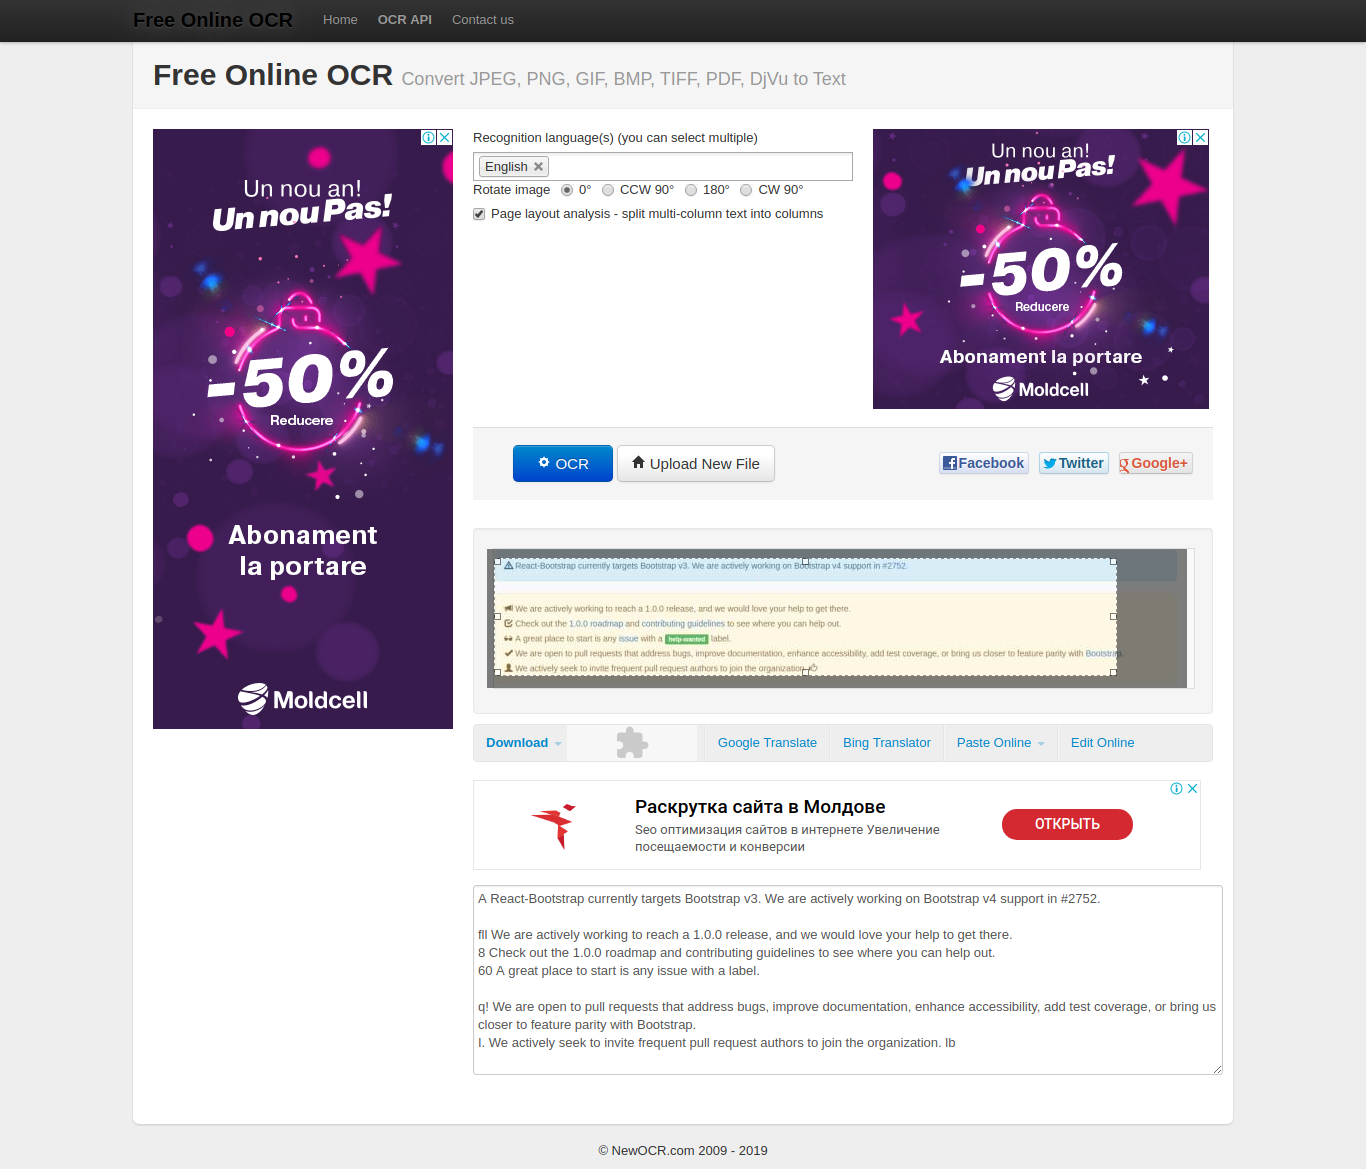 Free Online OCR
Home
OCR API
Contact us
Free Online OCR Convert JPEG, PNG, GIF, BMP, TIFF, PDF, DjVu to Text
Un nou an!
Un nou Pas!
-50%
Reducere
Abonament
la portare
Moldcell
Recognition language(s) (you can select multiple)
English
Rotate image 0° CCW 90° 180° CW 90°
Page layout analysis - split multi-column text into columns
Un nou an!
Un nou Pas!
-50%
Reducere
Abonament la portare
Moldcell
OCR
Upload New File
Facebook
Twitter
Google+
React-Bootstrap currently targets Bootstrap v3. We are actively working on Bootstrap v4 support in #2752.
We are actively working to reach a 1.0.0 release, and we would love your help to get there.
Check out the 1.0.0 roadmap and contributing guidelines to see where you can help out.
A great place to start is any issue with a help-wanted label.
We are open to pull requests that address bugs, improve documentation, enhance accessibility, add test coverage, or bring us closer to feature parity with Bootstrap.
We actively seek to invite frequent pull request authors to join the organization.
Download
Google Translate
Bing Translator
Paste Online
Edit Online
Раскрутка сайта в Молдове
Seo оптимизация сайтов в интернете Увеличение
посещаемости и конверсии
ОТКРЫТЬ
A React-Bootstrap currently targets Bootstrap v3. We are actively working on Bootstrap v4 support in #2752.
fll We are actively working to reach a 1.0.0 release, and we would love your help to get there.
8 Check out the 1.0.0 roadmap and contributing guidelines to see where you can help out.
60 A great place to start is any issue with a label.
q! We are open to pull requests that address bugs, improve documentation, enhance accessibility, add test coverage, or bring us
closer to feature parity with Bootstrap.
I. We actively seek to invite frequent pull request authors to join the organization. lb
© NewOCR.com 2009 - 2019